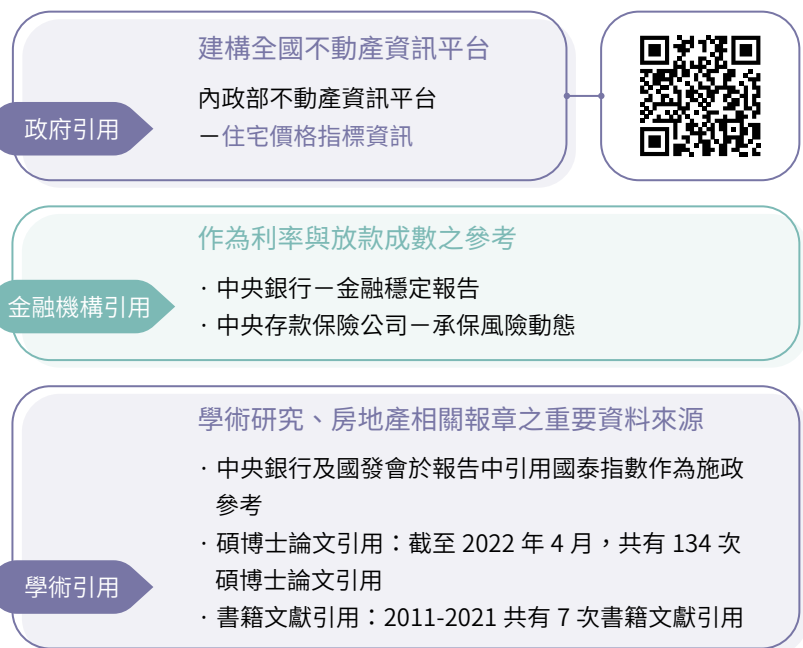 建構全國不動產資訊平台
內政部不動產資訊平台
－住宅價格指標資訊
政府引用
作為利率與放款成數之參考
· 中央銀行－金融穩定報告
· 中央存款保險公司－承保風險動態
金融機構引用
學術研究、房地產相關報章之重要資料來源
· 中央銀行及國發會於報告中引用國泰指數作為施政
參考
· 碩博士論文引用：截至 2022 年 4 月，共有 134 次
碩博士論文引用
· 書籍文獻引用：2011-2021 共有 7 次書籍文獻引用
學術引用